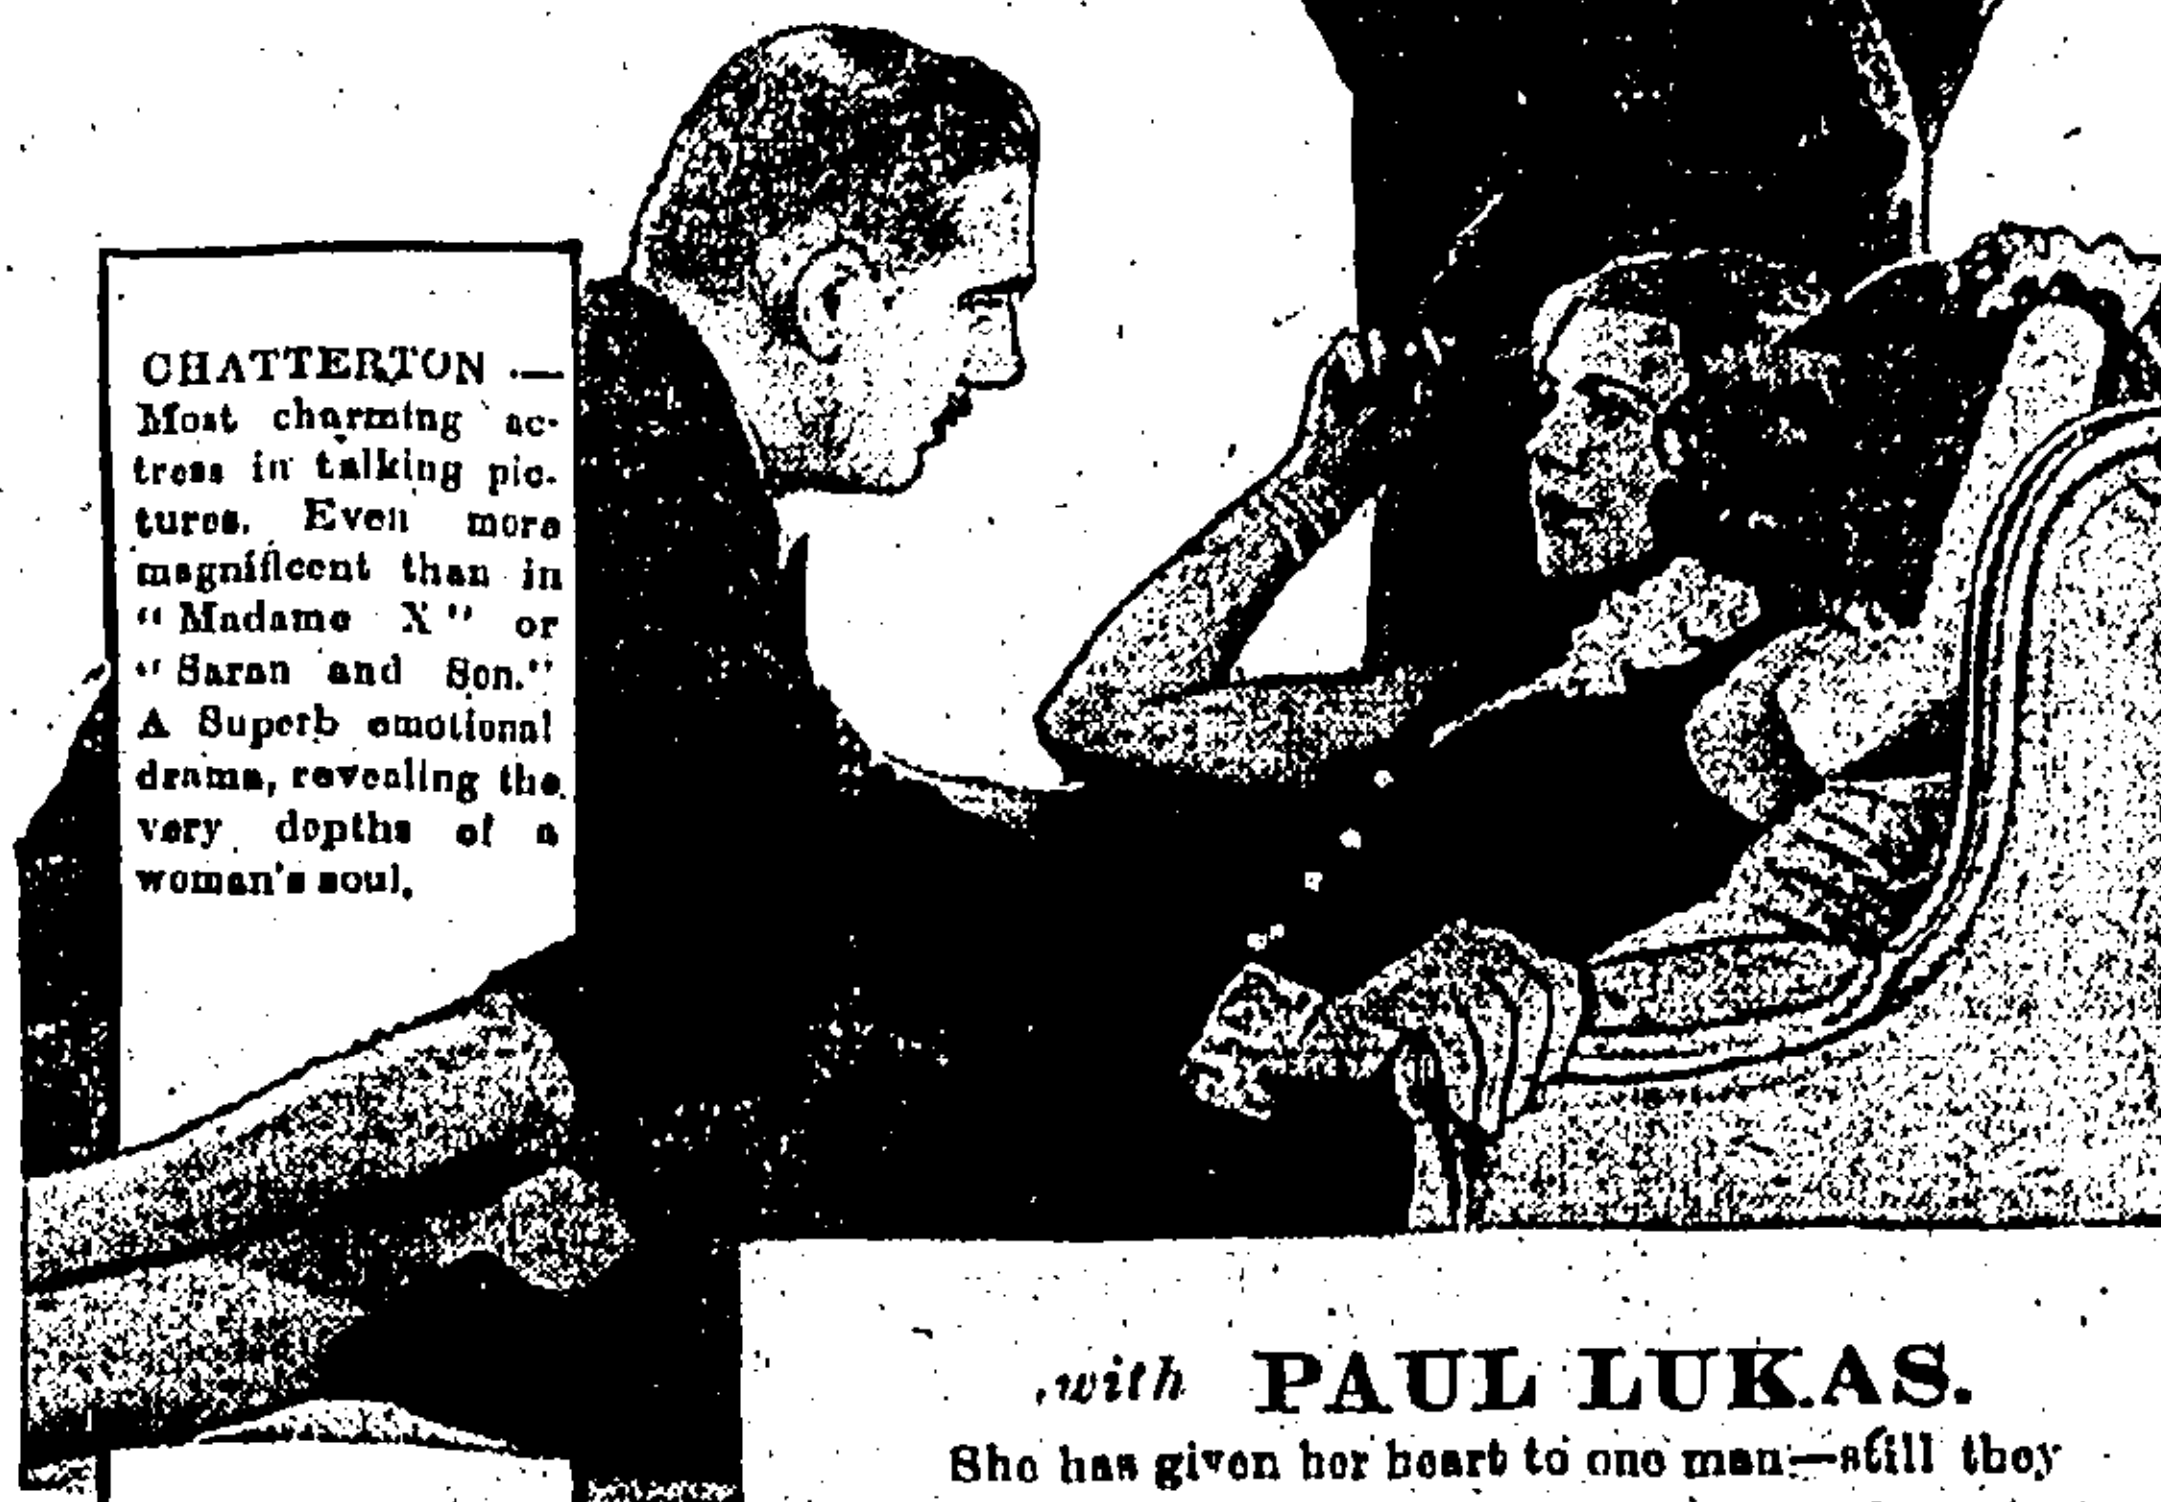 CHATTERTON —
Most charming ac-
tress in talking pic-
tures. Even more
magnificent than in
"Madame X" or
"Saran and Son."
A Superb emotional
drama, revealing the
very depths of a
woman's soul.
with PAUL LUKAS.
She has given her heart to one man:—still they